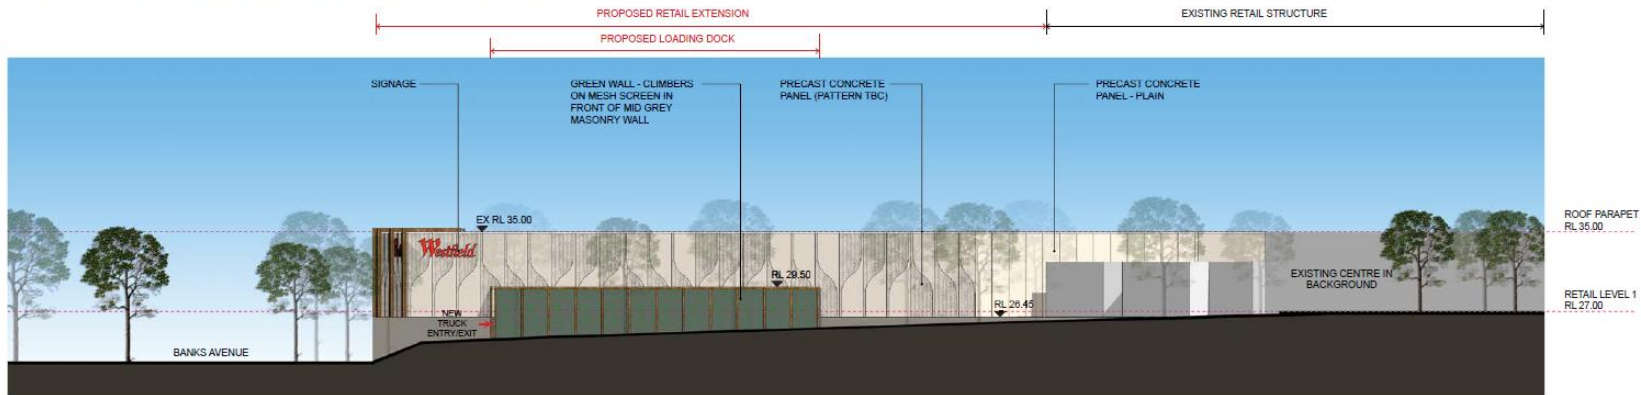 PROPOSED RETAIL EXTENSION
EXISTING RETAIL STRUCTURE
PROPOSED LOADING DOCK
SIGNAGE
GREEN WALL - CLIMBERS
ON MESH SCREEN IN
FRONT OF MID GREY
MASONRY WALL
PRECAST CONCRETE
PANEL (PATTERN TBC)
PRECAST CONCRETE
PANEL - PLAIN
EX RL 35.00
ROOF PARAPET
RL 35.00
Westfield
RL 29.50
EXISTING CENTRE IN
BACKGROUND
RL 26.45
RETAIL LEVEL 1
RL 27.00
NEW
TRUCK
ENTRY/EXIT
BANKS AVENUE